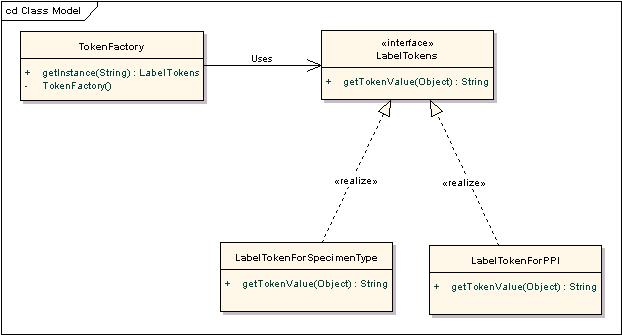 cd Class Model
TokenFactory
+ getInstance(String) : LabelTokens
- TokenFactory()
Uses
«interface»
LabelTokens
+ getTokenValue(Object) : String
«realize»
«realize»
LabelTokenForSpecimenType
+ getTokenValue(Object) : String
LabelTokenForPPI
+ getTokenValue(Object) : String